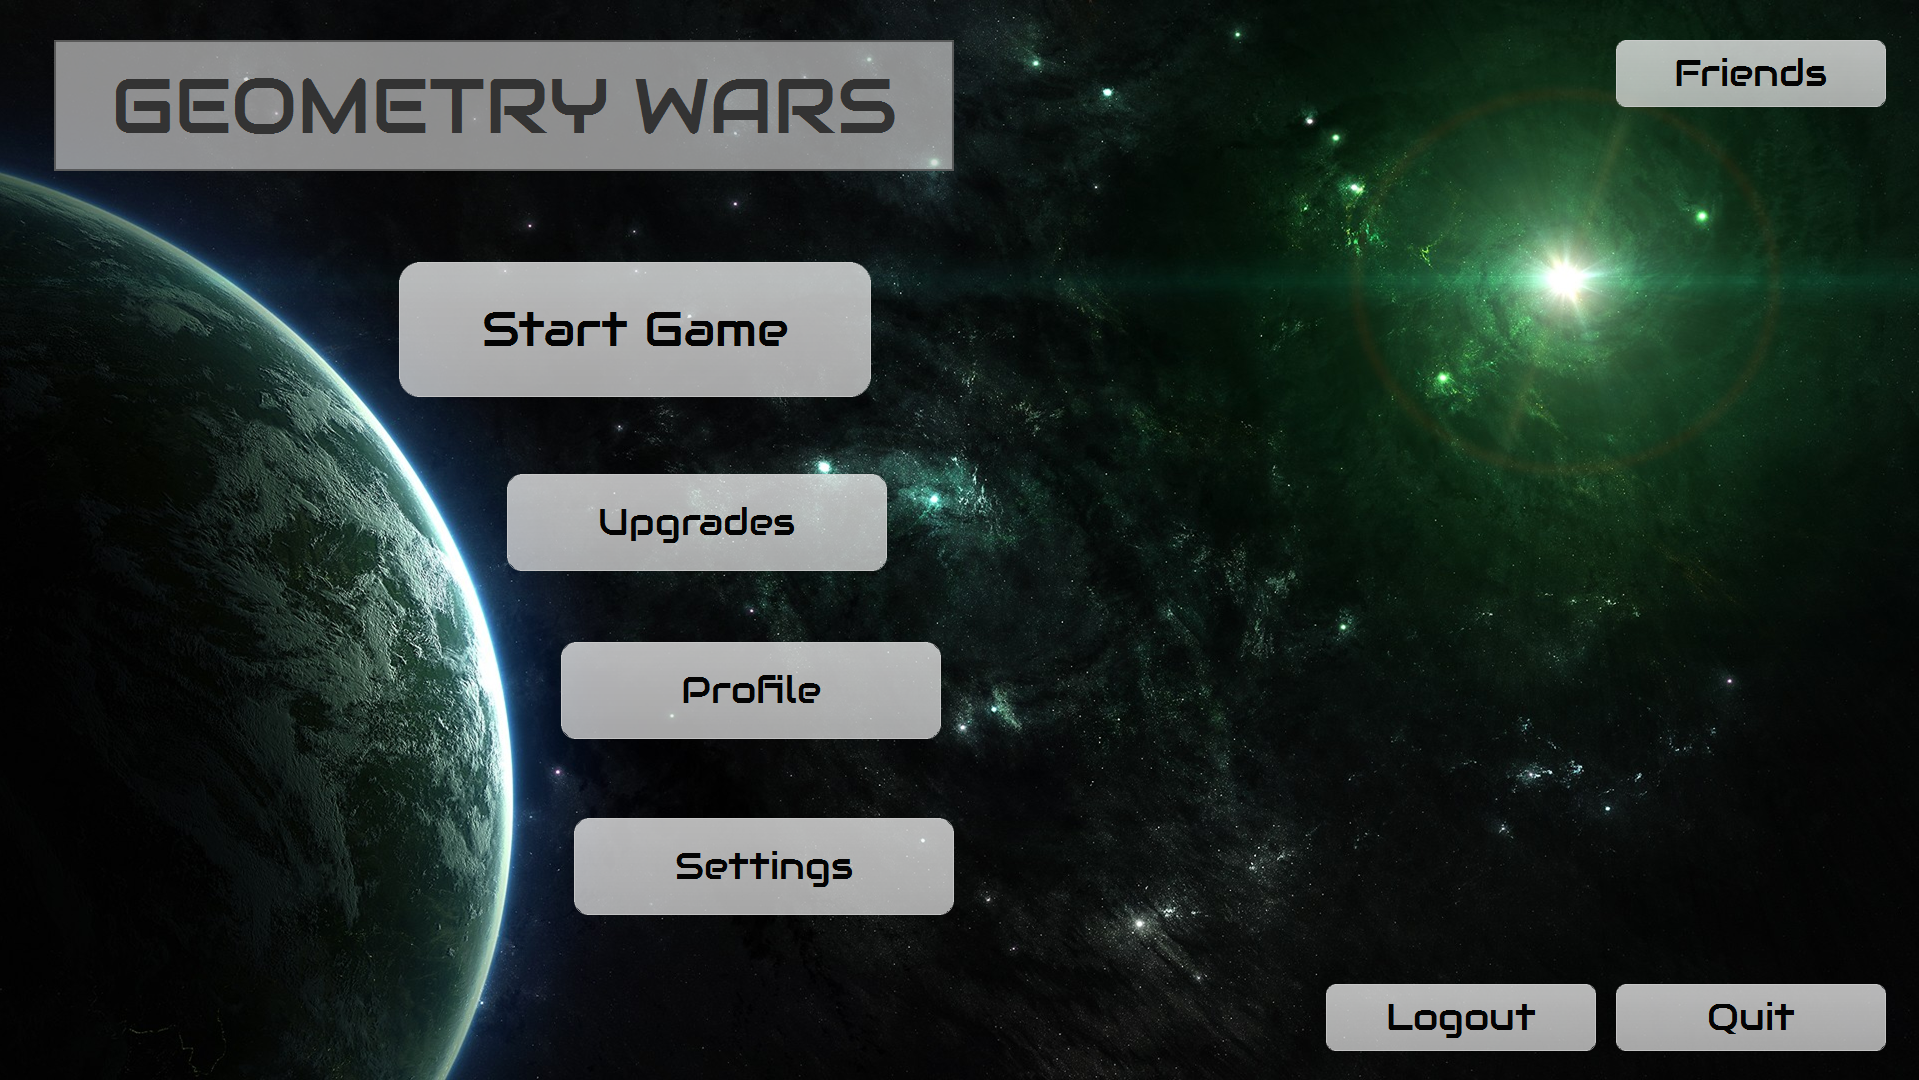 GEOMETRY WARS
Friends
Start Game
Upgrades
Profile
Settings
Logout
Quit